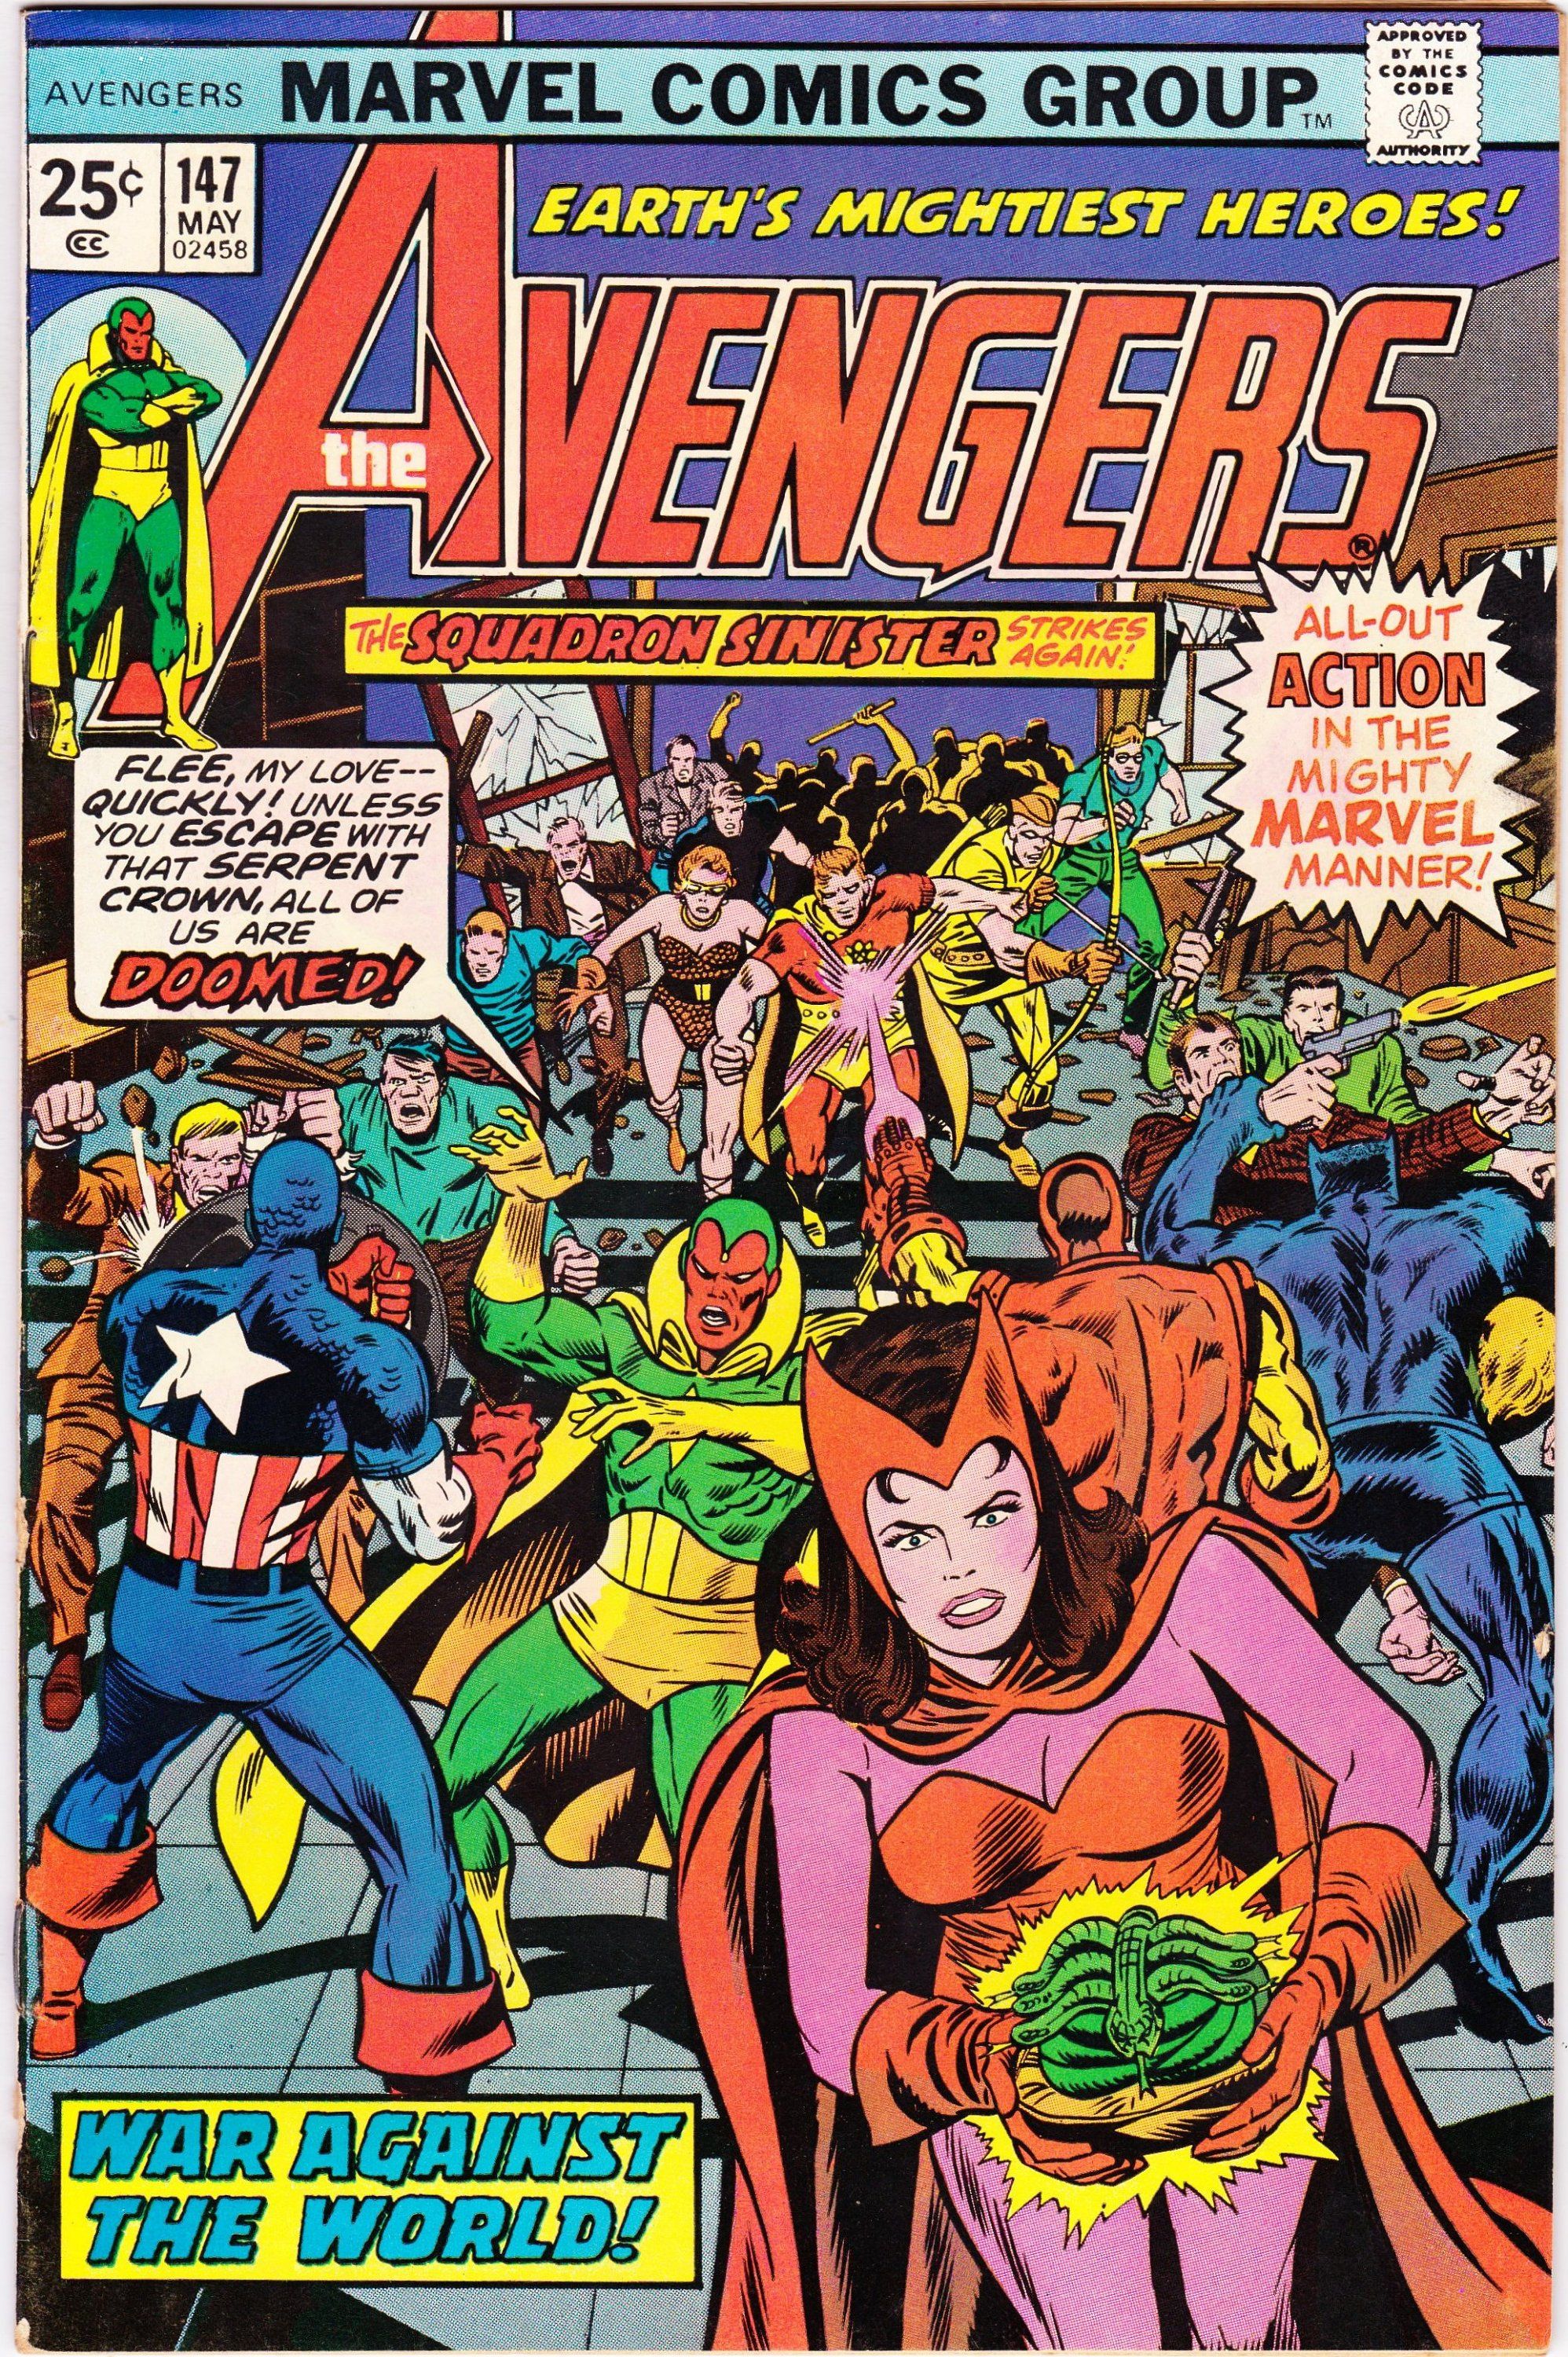 AVENGERS MARVEL COMICS GROUP TM
APPROVED
BY THE
COMICS
CODE
CA
AUTHORITY
25¢
CC
147
MAY
02458
EARTH'S MIGHTIEST HEROES!
the AVENGERS ®
THE SQUADRON SINISTER STRIKES
AGAIN!
ALL-OUT
ACTION
IN THE
MIGHTY
MARVEL
MANNER!
FLEE, MY LOVE--
QUICKLY! UNLESS
YOU ESCAPE WITH
THAT SERPENT
CROWN, ALL OF
US ARE
DOOMED!
WAR AGAINST
THE WORLD!